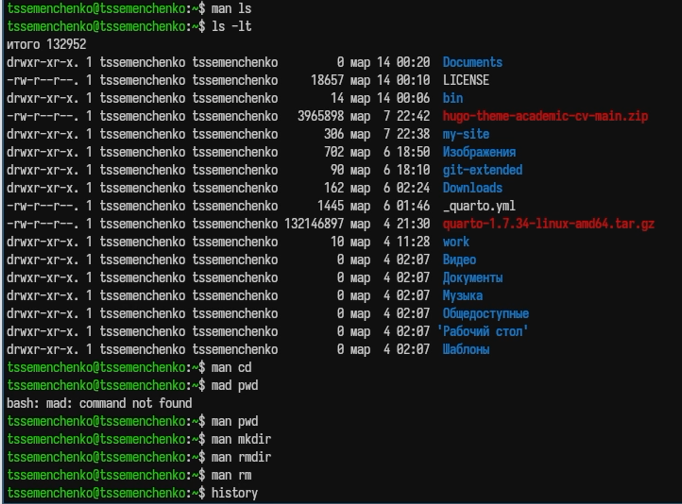 tssemenchenko@tssemenchenko:~$ man ls
tssemenchenko@tssemenchenko:~$ ls -lt
итого 132952
drwxr-xr-x. 1 tssemenchenko tssemenchenko         0 мар 14 00:20  Documents
-rw-r--r--. 1 tssemenchenko tssemenchenko     18657 мар 14 00:10  LICENSE
drwxr-xr-x. 1 tssemenchenko tssemenchenko        14 мар 14 00:06  bin
-rw-r--r--. 1 tssemenchenko tssemenchenko   3965898 мар  7 22:42  hugo-theme-academic-cv-main.zip
drwxr-xr-x. 1 tssemenchenko tssemenchenko       306 мар  7 22:38  my-site
drwxr-xr-x. 1 tssemenchenko tssemenchenko       702 мар  6 18:50  Изображения
drwxr-xr-x. 1 tssemenchenko tssemenchenko        90 мар  6 18:10  git-extended
drwxr-xr-x. 1 tssemenchenko tssemenchenko       162 мар  6 02:24  Downloads
-rw-r--r--. 1 tssemenchenko tssemenchenko      1445 мар  6 01:46  _quarto.yml
-rw-r--r--. 1 tssemenchenko tssemenchenko 132146897 мар  4 21:30  quarto-1.7.34-linux-amd64.tar.gz
drwxr-xr-x. 1 tssemenchenko tssemenchenko        10 мар  4 11:28  work
drwxr-xr-x. 1 tssemenchenko tssemenchenko         0 мар  4 02:07  Видео
drwxr-xr-x. 1 tssemenchenko tssemenchenko         0 мар  4 02:07  Документы
drwxr-xr-x. 1 tssemenchenko tssemenchenko         0 мар  4 02:07  Музыка
drwxr-xr-x. 1 tssemenchenko tssemenchenko         0 мар  4 02:07  Общедоступные
drwxr-xr-x. 1 tssemenchenko tssemenchenko         0 мар  4 02:07 'Рабочий стол'
drwxr-xr-x. 1 tssemenchenko tssemenchenko         0 мар  4 02:07  Шаблоны
tssemenchenko@tssemenchenko:~$ man cd
tssemenchenko@tssemenchenko:~$ mad pwd
bash: mad: command not found
tssemenchenko@tssemenchenko:~$ man pwd
tssemenchenko@tssemenchenko:~$ man mkdir
tssemenchenko@tssemenchenko:~$ man rmdir
tssemenchenko@tssemenchenko:~$ man rm
tssemenchenko@tssemenchenko:~$ history